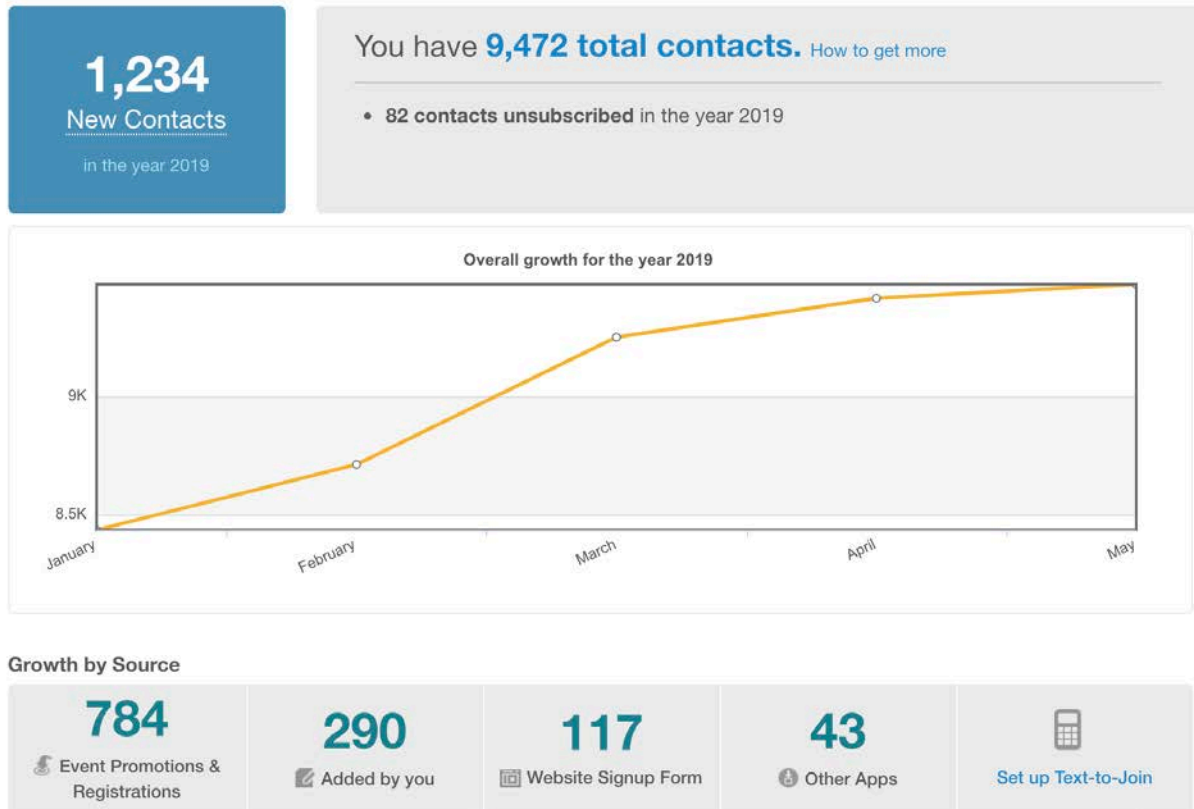 1,234
New Contacts
in the year 2019
You have 9,472 total contacts. How to get more
• 82 contacts unsubscribed in the year 2019
Overall growth for the year 2019
9K
8.5K
January
February
March
April
May
Growth by Source
784
Event Promotions &
Registrations
290
Added by you
117
Website Signup Form
43
Other Apps
Set up Text-to-Join